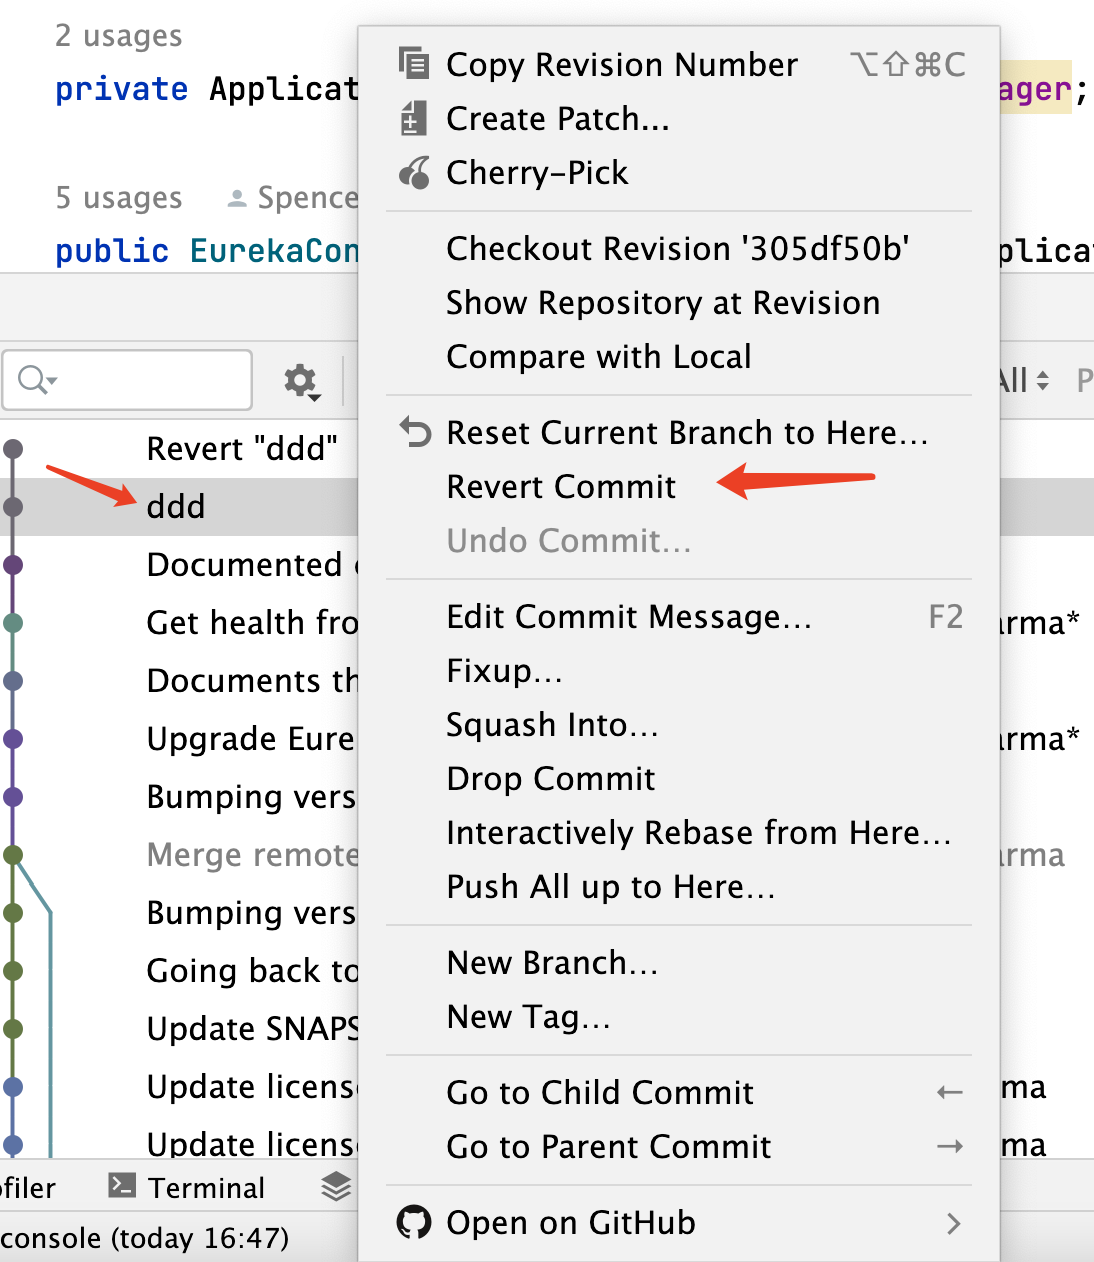 2 usages
private Applicat ager;
5 usages Spence
public EurekaCon plica
All
Revert "ddd"
ddd
Documented
Get health fro arma*
Documents th
Upgrade Eure arma*
Bumping vers
Merge remote arma
Bumping vers
Going back to
Update SNAPS
Update license ma
Update license ma
ofiler Terminal
console (today 16:47)
Copy Revision Number ⌥⇧⌘C
Create Patch...
Cherry-Pick
Checkout Revision '305df50b'
Show Repository at Revision
Compare with Local
Reset Current Branch to Here...
Revert Commit
Undo Commit...
Edit Commit Message... F2
Fixup...
Squash Into...
Drop Commit
Interactively Rebase from Here...
Push All up to Here...
New Branch...
New Tag...
Go to Child Commit ←
Go to Parent Commit →
Open on GitHub